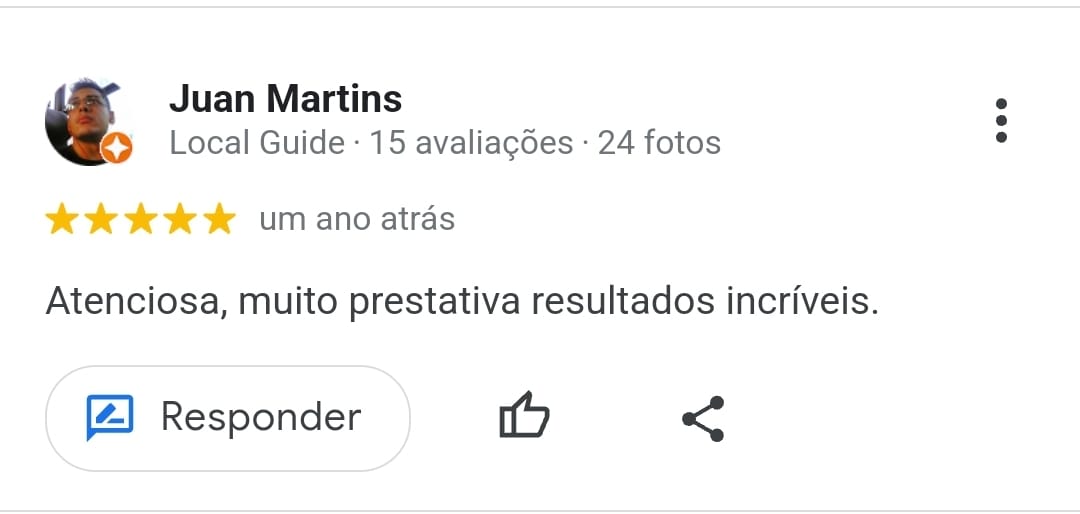 Juan Martins
Local Guide · 15 avaliações · 24 fotos
um ano atrás
Atenciosa, muito prestativa resultados incríveis.
Responder